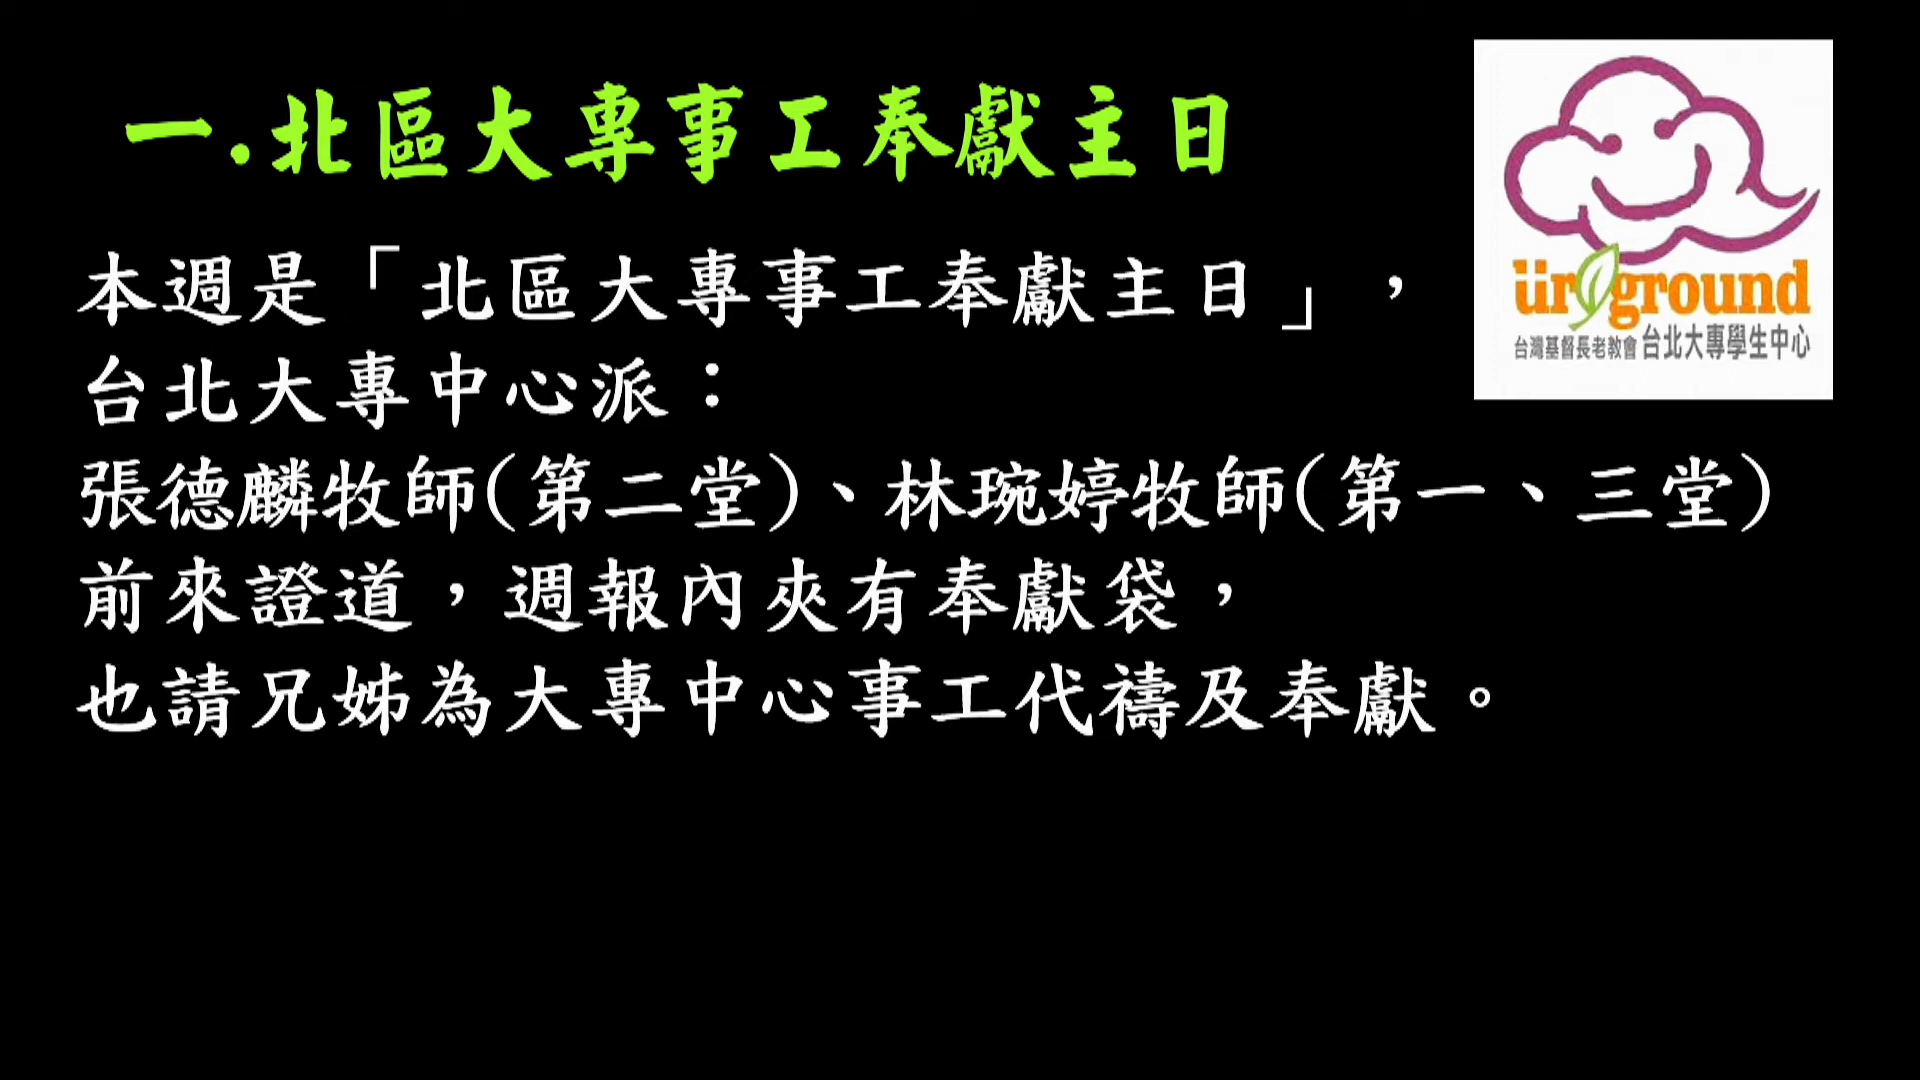 一.北區大專事工奉獻主日
本週是「北區大專事工奉獻主日」，
台北大專中心派：
張德麟牧師(第二堂)、林琬婷牧師(第一、三堂)
前來證道，週報內夾有奉獻袋，
也請兄姊為大專中心事工代禱及奉獻。
ür ground
台灣基督長老教會 台北大專學生中心